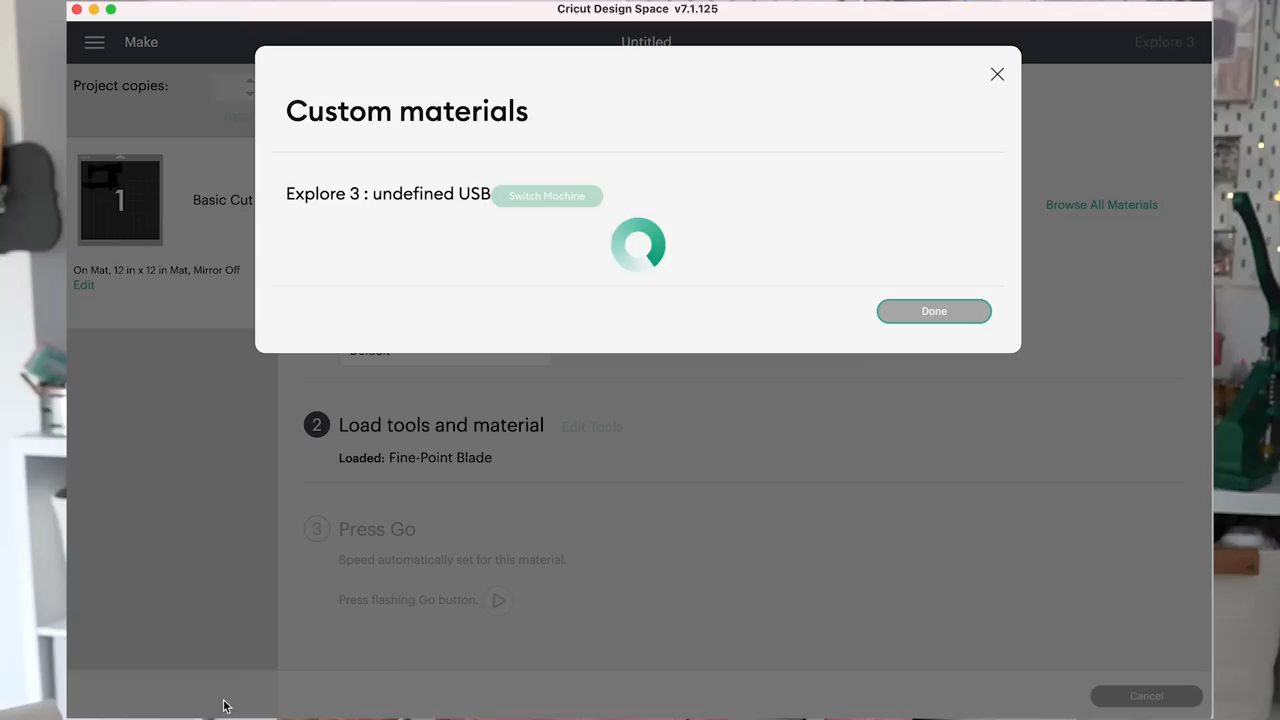 Cricut Design Space v7.1.125
Make
Untitled
Explore 3
Project copies:
1
Basic Cut
On Mat, 12 in x 12 in Mat, Mirror Off
Edit
Custom materials
Explore 3 : undefined USB
Switch Machine
Done
Browse All Materials
Default
2 Load tools and material Edit Tools
Loaded: Fine-Point Blade
3 Press Go
Speed automatically set for this material.
Press flashing Go button.
Cancel